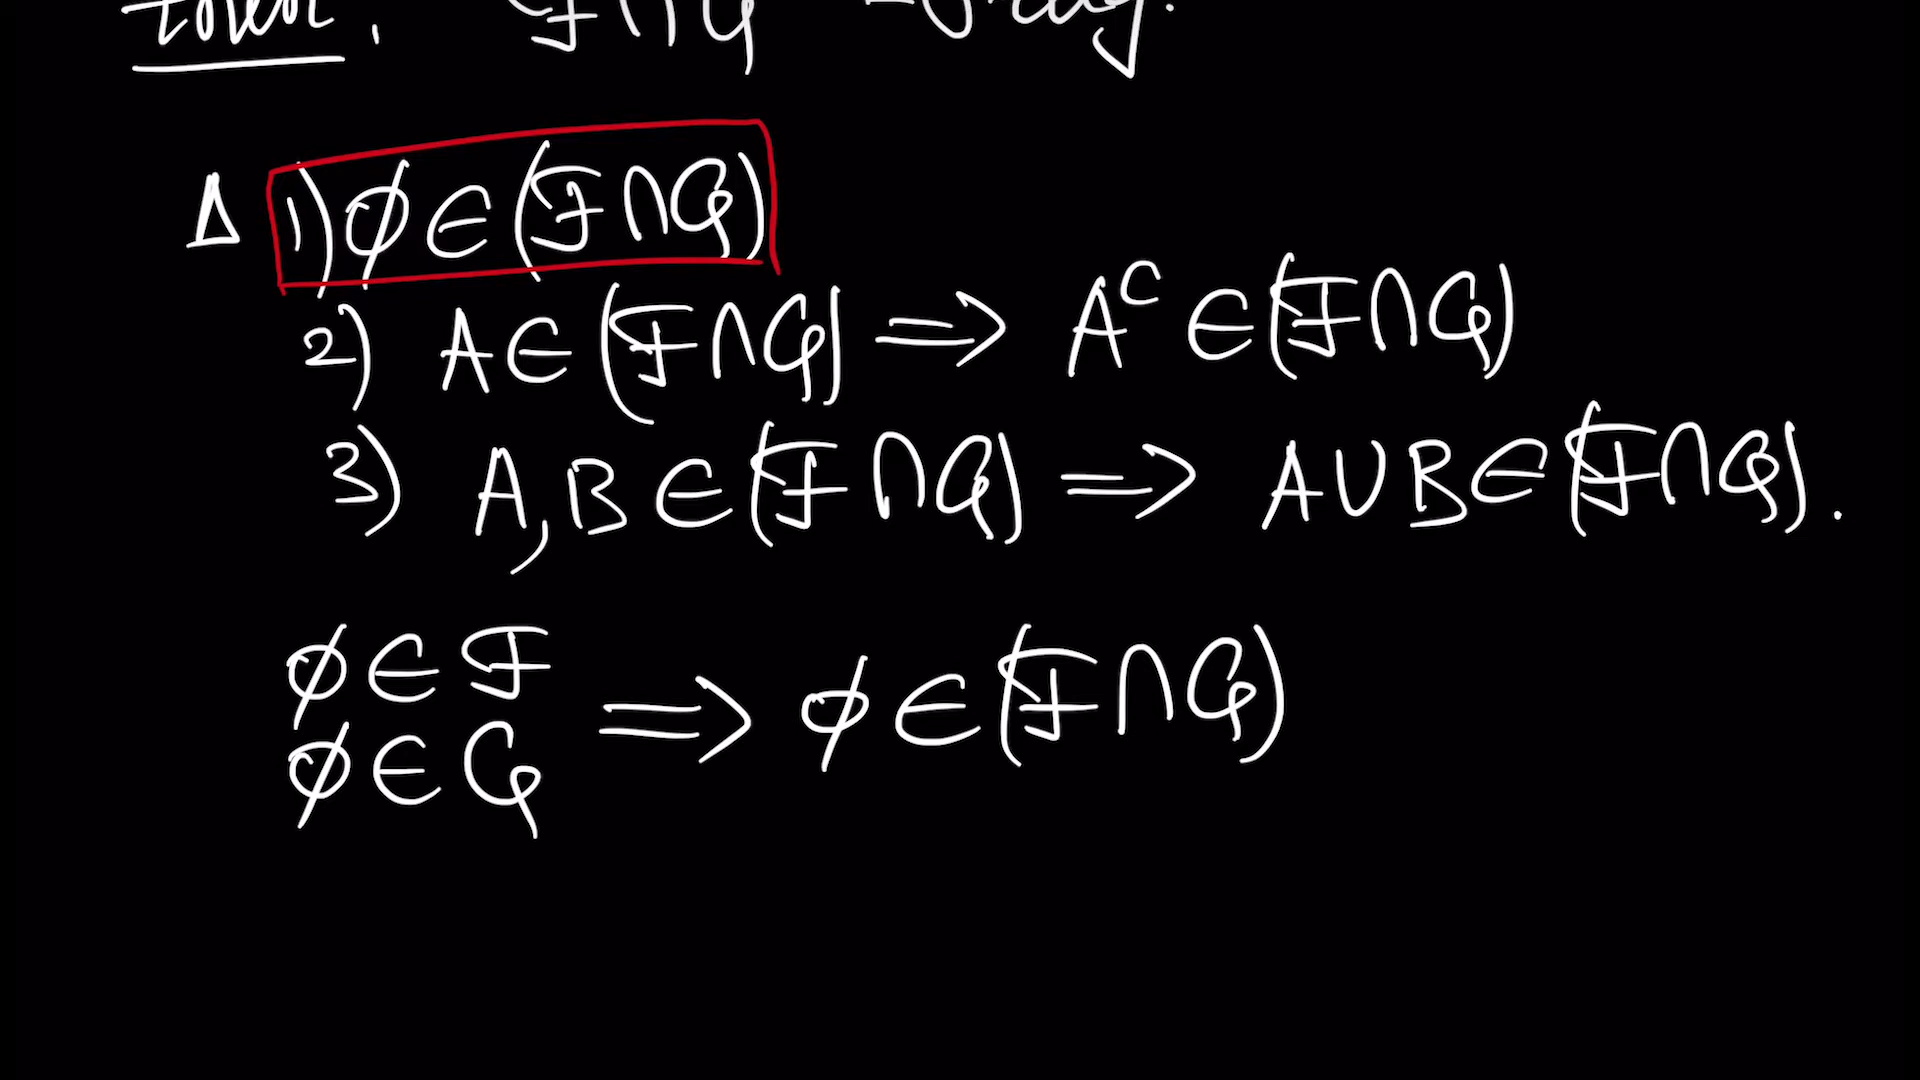 F∩G
Δ 1) ∅ ∈ (F∩G)
2) A ∈ (F∩G) ⟹ Aᶜ ∈ (F∩G)
3) A, B ∈ (F∩G) ⟹ A∪B ∈ (F∩G).
∅ ∈ F
∅ ∈ G ⟹ ∅ ∈ (F∩G)